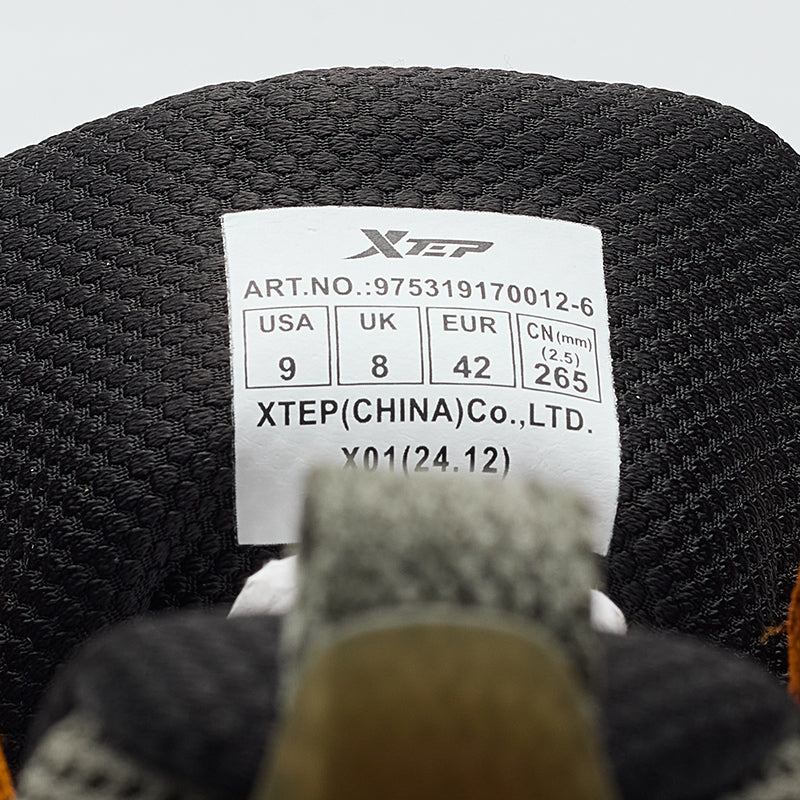 XTEP
ART.NO.:975319170012-6
USA UK EUR CN(mm)
(2.5)
9 8 42 265
XTEP(CHINA)Co.,LTD.
X01(24.12)